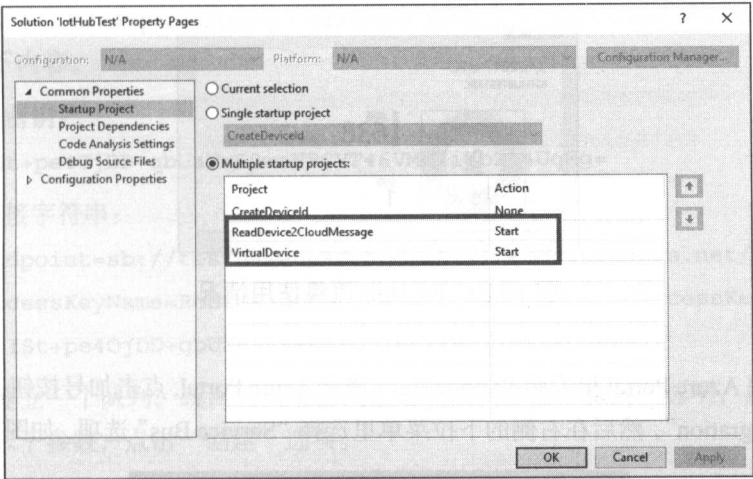 Solution 'IotHubTest' Property Pages
? ×
Configuration: N/A Platform: N/A Configuration Manager...
Common Properties
Startup Project
Project Dependencies
Code Analysis Settings
Debug Source Files
Configuration Properties
Current selection
Single startup project
CreateDeviceId
Multiple startup projects:
Project Action
CreateDeviceId None
ReadDevice2CloudMessage Start
VirtualDevice Start
OK Cancel Apply